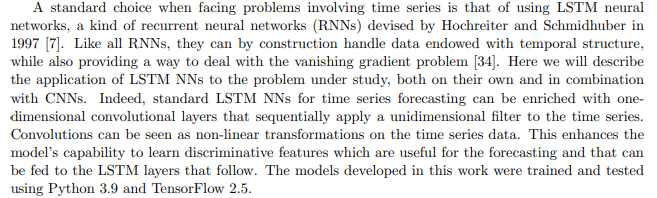 A standard choice when facing problems involving time series is that of using LSTM neural
networks, a kind of recurrent neural networks (RNNs) devised by Hochreiter and Schmidhuber in
1997 [7]. Like all RNNs, they can by construction handle data endowed with temporal structure,
while also providing a way to deal with the vanishing gradient problem [34]. Here we will describe
the application of LSTM NNs to the problem under study, both on their own and in combination
with CNNs. Indeed, standard LSTM NNs for time series forecasting can be enriched with one-
dimensional convolutional layers that sequentially apply a unidimensional filter to the time series.
Convolutions can be seen as non-linear transformations on the time series data. This enhances the
model's capability to learn discriminative features which are useful for the forecasting and that can
be fed to the LSTM layers that follow. The models developed in this work were trained and tested
using Python 3.9 and TensorFlow 2.5.